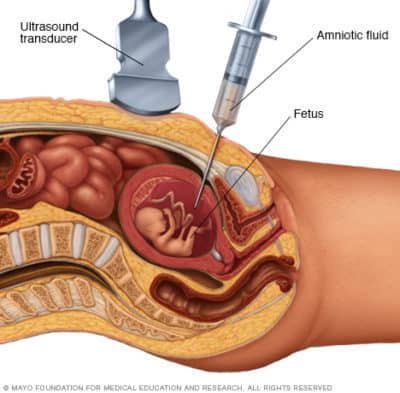 Ultrasound
transducer
Amniotic fluid
Fetus
© MAYO FOUNDATION FOR MEDICAL EDUCATION AND RESEARCH. ALL RIGHTS RESERVED